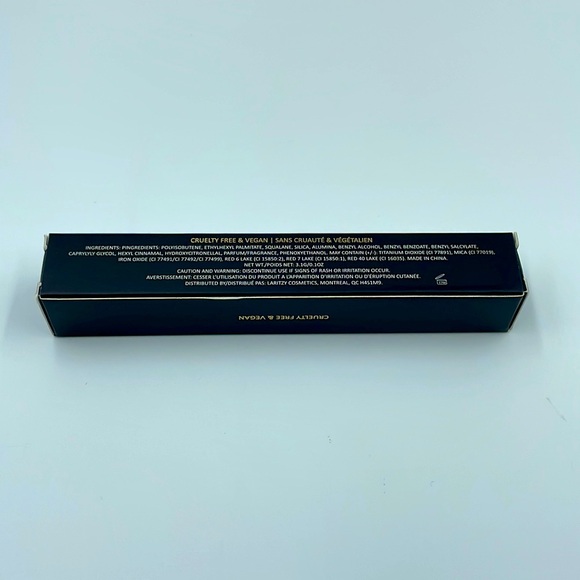 CRUELTY FREE & VEGAN | SANS CRUAUTÉ & VÉGÉTALIEN
INGREDIENTS: PINGREDIENTS: POLYISOBUTENE, ETHYLHEXYL PALMITATE, SQUALANE, SILICA, ALUMINA, BENZYL ALCOHOL, BENZYL BENZOATE, BENZYL SALCYLATE,
CAPRYLYLY GLYCOL, HEXYL CINNAMAL, HYDROXYCITRONELLAL, PARFUM/FRAGRANCE, PHENOXYETHANOL. MAY CONTAIN (+/-): TITANIUM DIOXIDE (CI 77891), MICA (CI 77019),
IRON OXIDE (CI 77491/CI 77492/CI 77499), RED 6 LAKE (CI 15850:2), RED 7 LAKE (CI 15850:1), RED 40 LAKE (CI 16035). MADE IN CHINA.
NET WT./POIDS NET: 3.1G/0.1OZ
CAUTION AND WARNING: DISCONTINUE USE IF SIGNS OF RASH OR IRRITATION OCCUR.
AVERSTISSEMENT: CESSER L'UTILISATION DU PRODUIT A L'APPARITION D'IRRITATION OU D'ÉRUPTION CUTANÉE.
DISTRIBUTED BY/DISTRIBUÉ PAS: LARITZY COSMETICS, MONTREAL, QC H4S1M9.
CRUELTY FREE & VEGAN